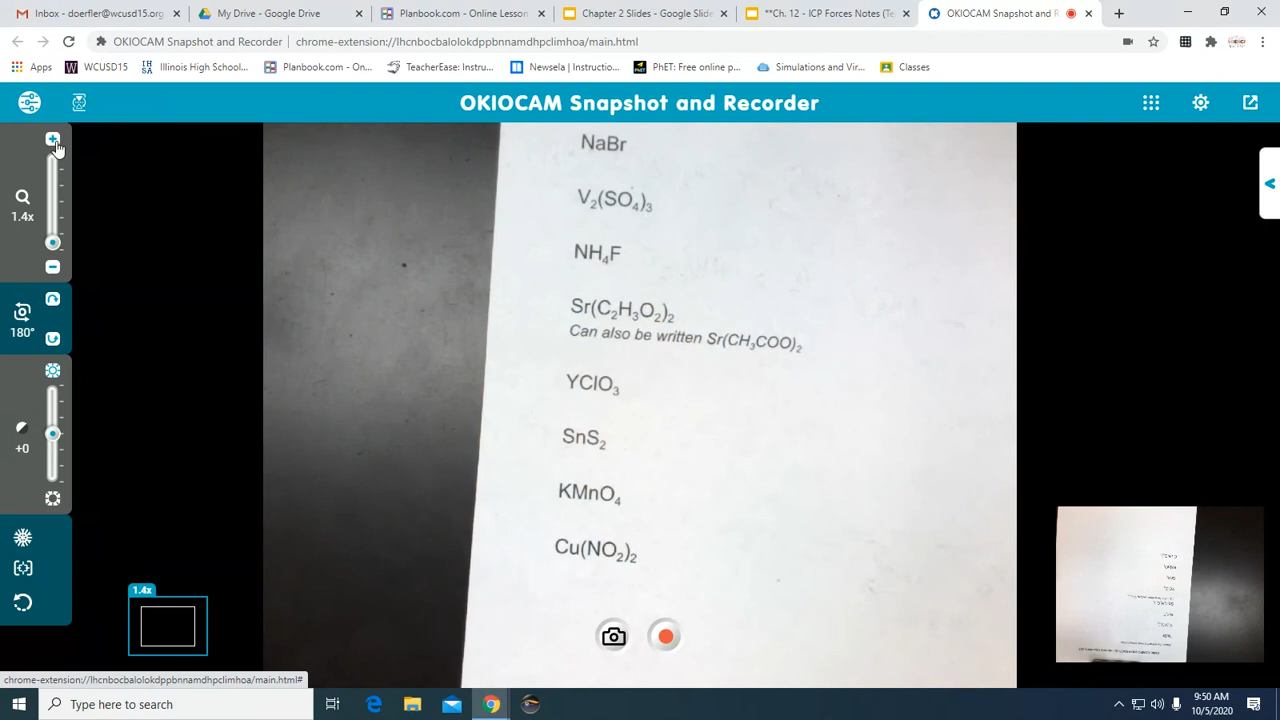 Inbox - doerfler@wcusd15.org
My Drive - Google Drive
Planbook.com - Online Lesson
Chapter 2 Slides - Google Slide
**Ch. 12 - ICP Forces Notes (Te
OKIOCAM Snapshot and R
OKIOCAM Snapshot and Recorder
chrome-extension://lhcnbocbalolokdppbnnamdhpclimhoa/main.html
Apps
WCUSD15
Illinois High School...
Planbook.com - On...
TeacherEase: Instru...
Newsela | Instructio...
PhET: Free online p...
Simulations and Vir...
Classes
OKIOCAM Snapshot and Recorder
1.4x
180°
+0
NaBr
V₂(SO₄)₃
NH₄F
Sr(C₂H₃O₂)₂
Can also be written Sr(CH₃COO)₂
YClO₃
SnS₂
KMnO₄
Cu(NO₂)₂
1.4x
chrome-extension://lhcnbocbalolokdppbnnamdhpclimhoa/main.html#
Type here to search
9:50 AM
10/5/2020